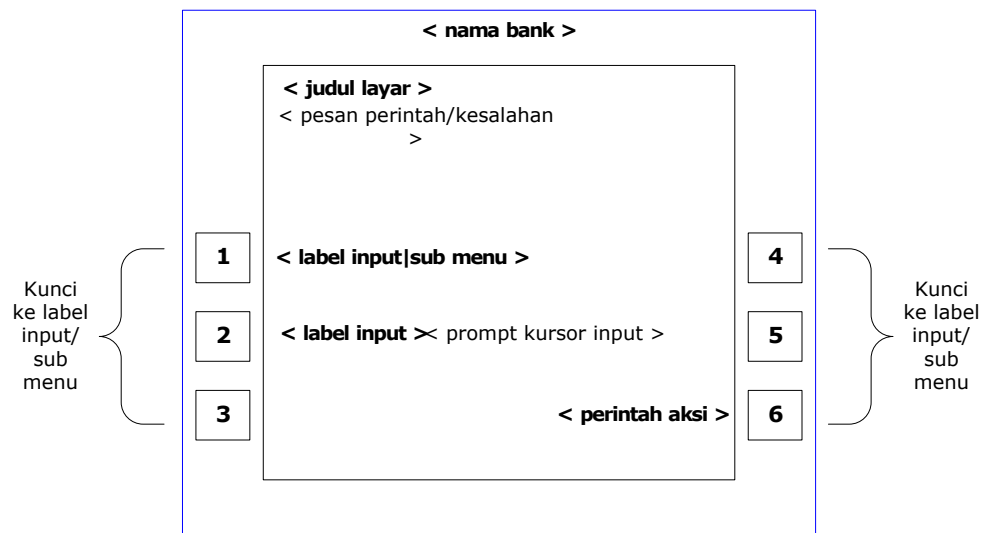 < nama bank >
< judul layar >
< pesan perintah/kesalahan
>
1
< label input|sub menu >
4
Kunci
ke label
input/
sub
menu
2
< label input >< prompt kursor input >
5
Kunci
ke label
input/
sub
menu
3
< perintah aksi >
6